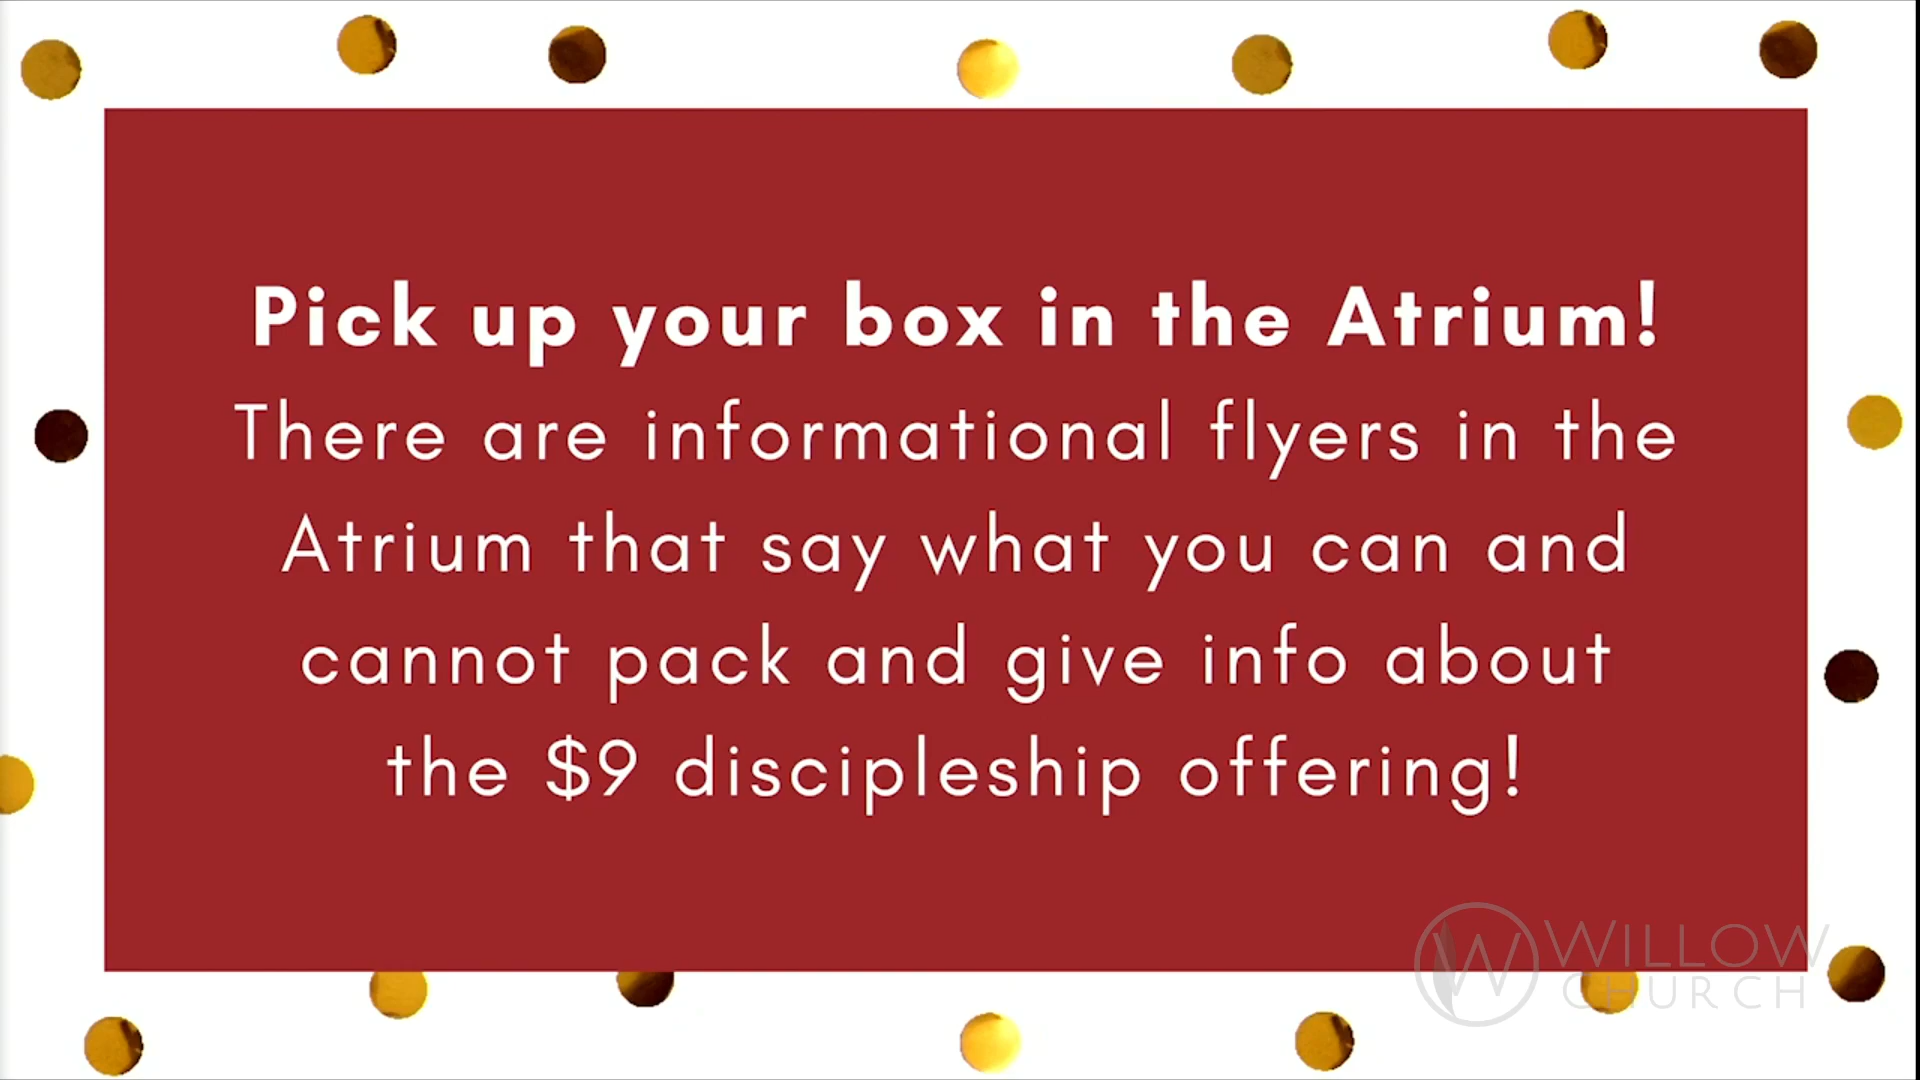 Pick up your box in the Atrium!
There are informational flyers in the
Atrium that say what you can and
cannot pack and give info about
the $9 discipleship offering!
WILLOW
CHURCH